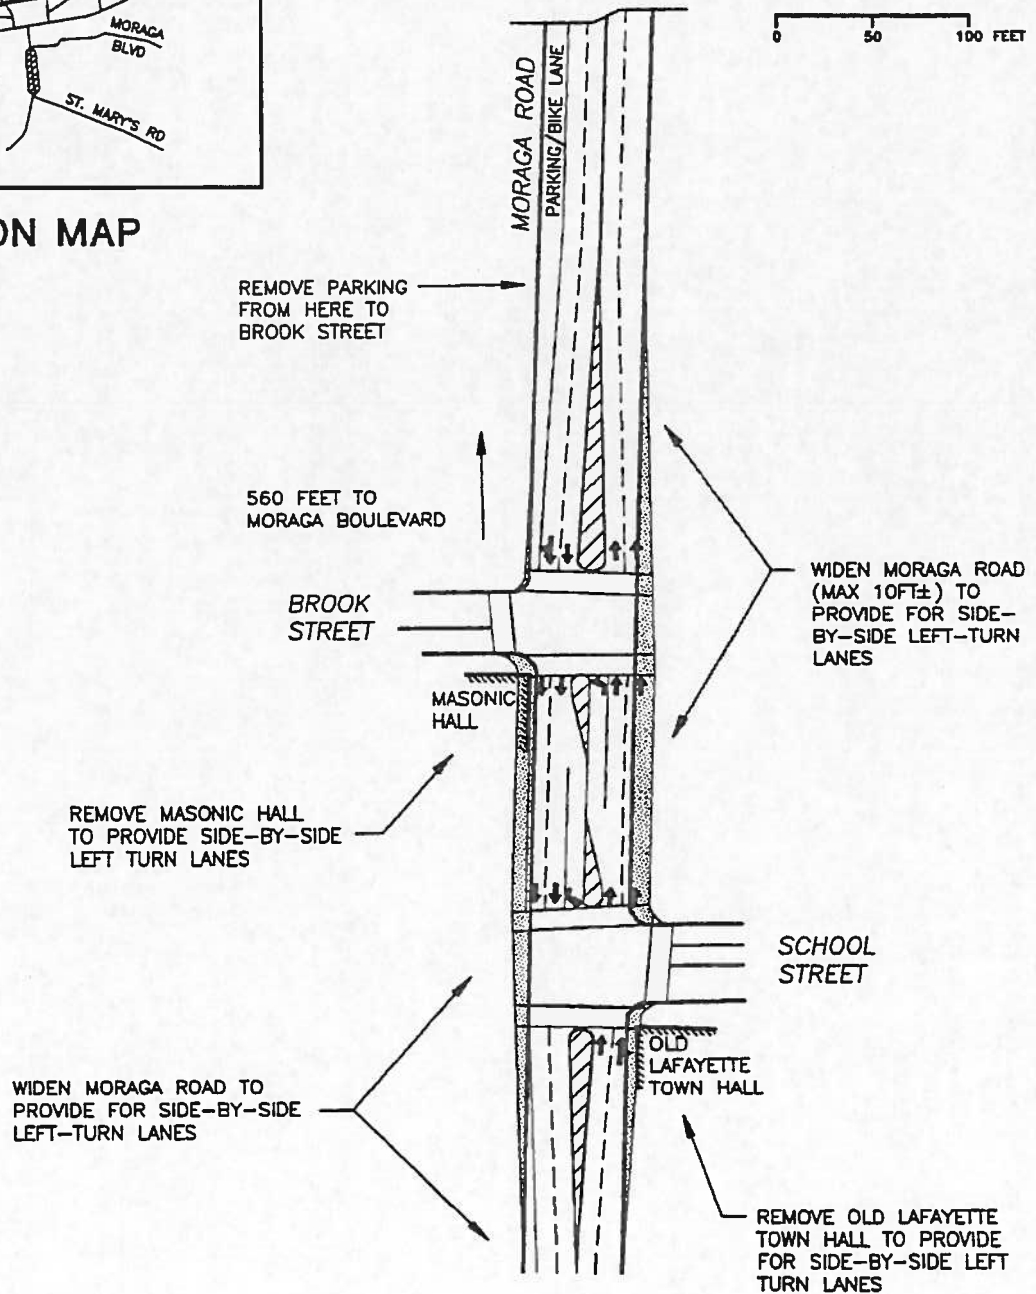 MORAGA
BLVD
ST. MARY'S RD
ON MAP
0 50 100 FEET
MORAGA ROAD
PARKING/BIKE LANE
REMOVE PARKING
FROM HERE TO
BROOK STREET
560 FEET TO
MORAGA BOULEVARD
BROOK
STREET
WIDEN MORAGA ROAD
(MAX 10FT±) TO
PROVIDE FOR SIDE-
BY-SIDE LEFT-TURN
LANES
MASONIC
HALL
REMOVE MASONIC HALL
TO PROVIDE SIDE-BY-SIDE
LEFT TURN LANES
SCHOOL
STREET
OLD
LAFAYETTE
TOWN HALL
WIDEN MORAGA ROAD TO
PROVIDE FOR SIDE-BY-SIDE
LEFT-TURN LANES
REMOVE OLD LAFAYETTE
TOWN HALL TO PROVIDE
FOR SIDE-BY-SIDE LEFT
TURN LANES